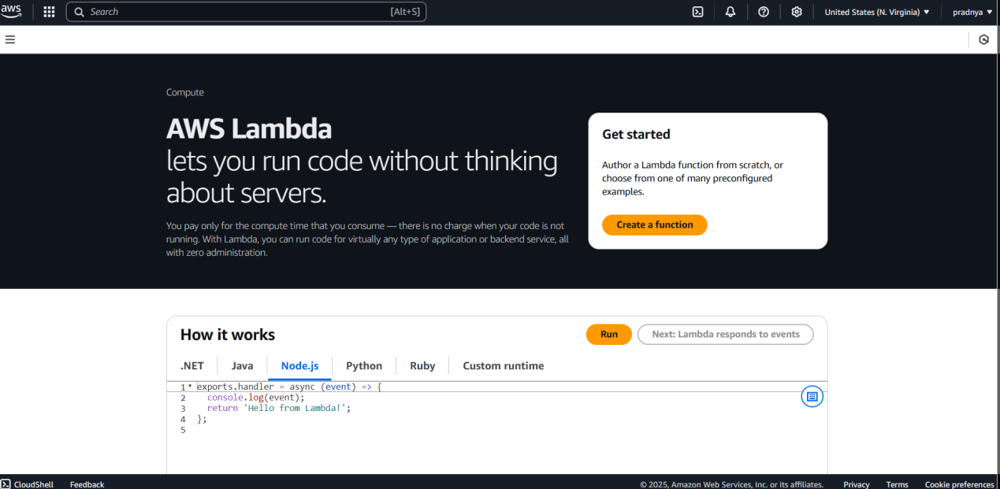 aws
Search [Alt+S]
United States (N. Virginia) ▼
pradnya ▼
Compute
AWS Lambda
lets you run code without thinking
about servers.
You pay only for the compute time that you consume — there is no charge when your code is not
running. With Lambda, you can run code for virtually any type of application or backend service, all
with zero administration.
Get started
Author a Lambda function from scratch, or
choose from one of many preconfigured
examples.
Create a function
How it works
Run
Next: Lambda responds to events
.NET Java Node.js Python Ruby Custom runtime
1 exports.handler = async (event) => {
2 console.log(event);
3 return 'Hello from Lambda!';
4 };
5
CloudShell Feedback
© 2025, Amazon Web Services, Inc. or its affiliates. Privacy Terms Cookie preferences